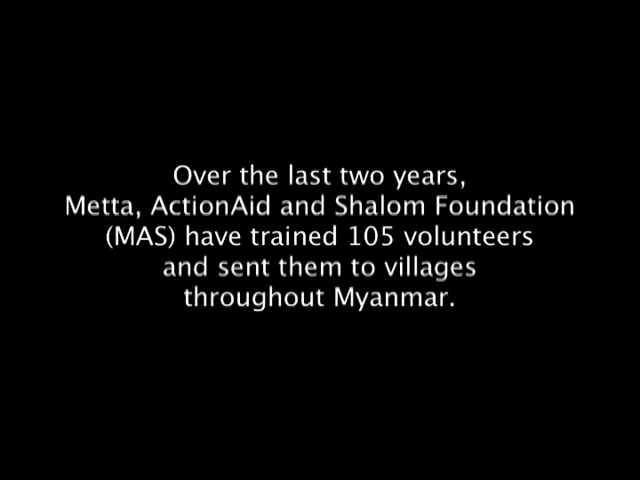 Over the last two years,
Metta, ActionAid and Shalom Foundation
(MAS) have trained 105 volunteers
and sent them to villages
throughout Myanmar.